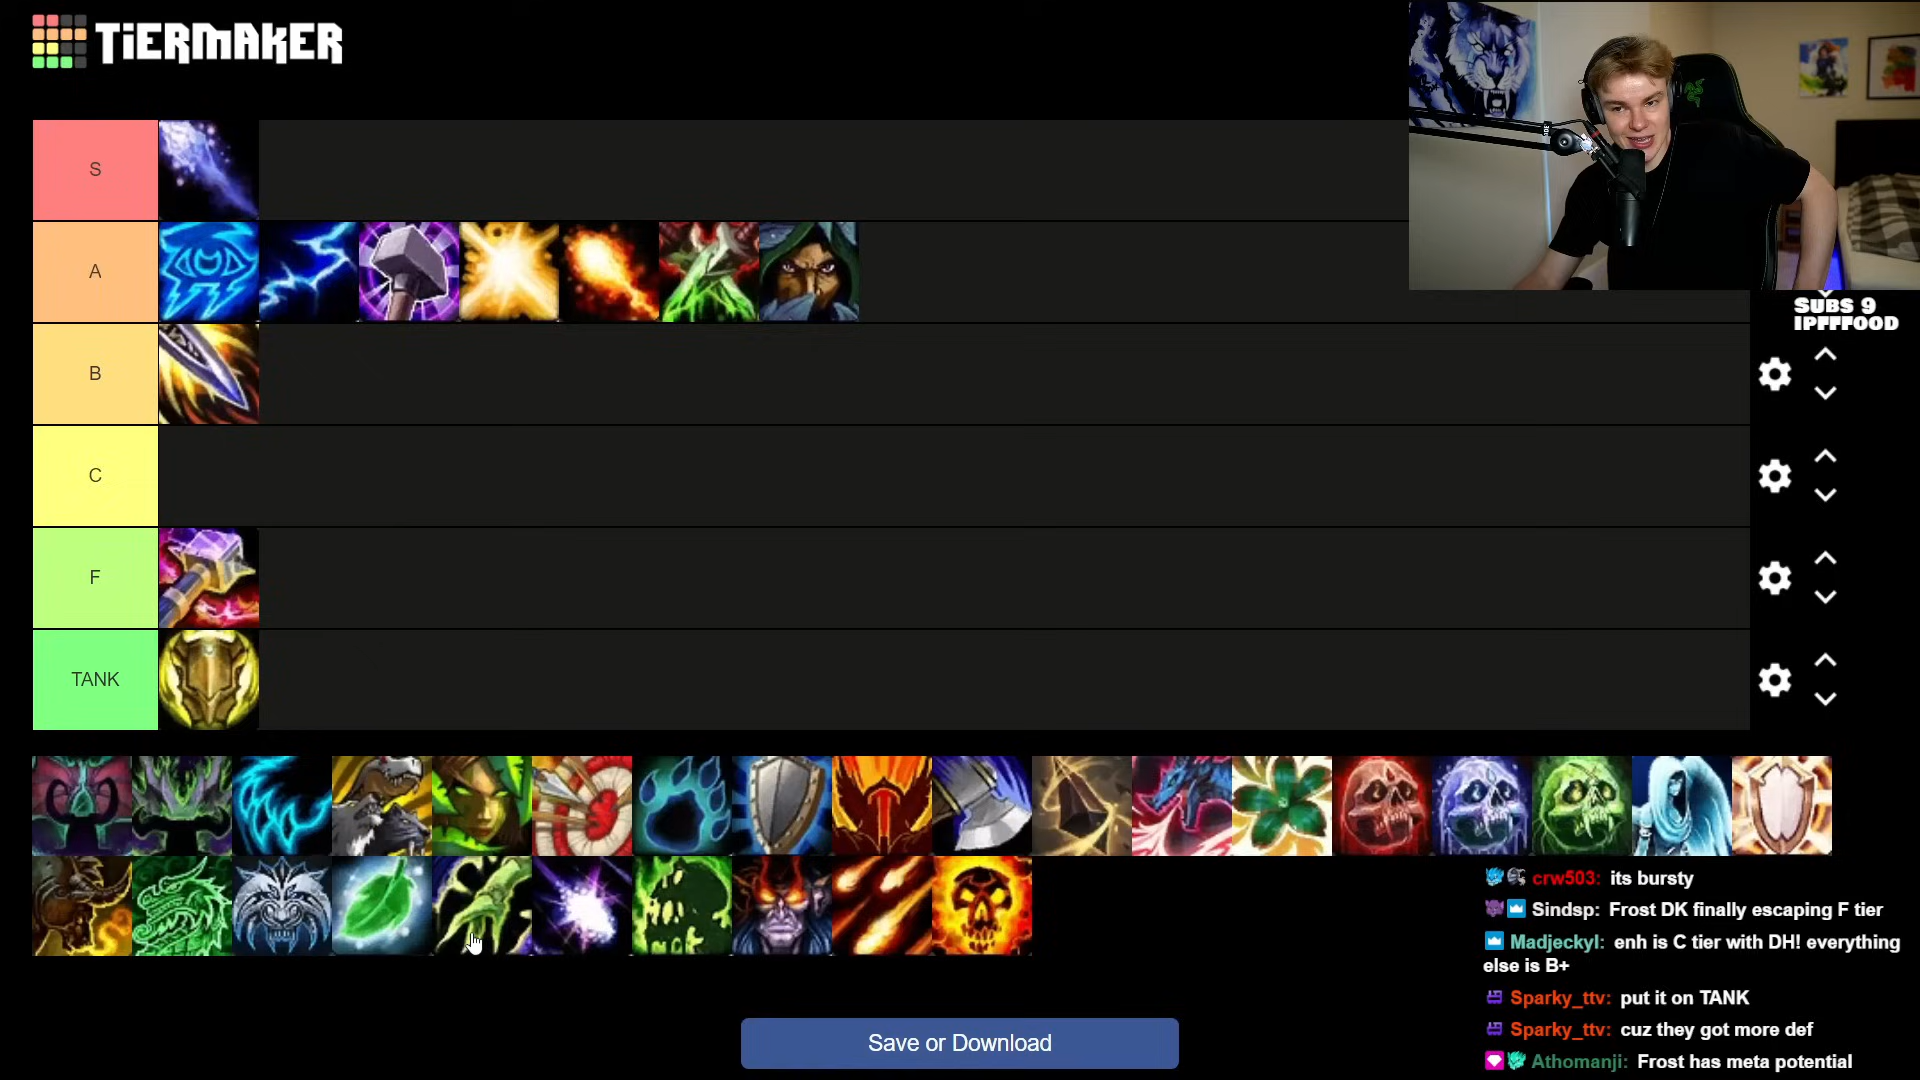 TiERMAKER
S
A
SUBS 9
IPFFFOOD
B
C
F
TANK
crw503: its bursty
Sindsp: Frost DK finally escaping F tier
Madjeckyl: enh is C tier with DH! everything
else is B+
Sparky_ttv: put it on TANK
Sparky_ttv: cuz they got more def
Athomanji: Frost has meta potential
Save or Download